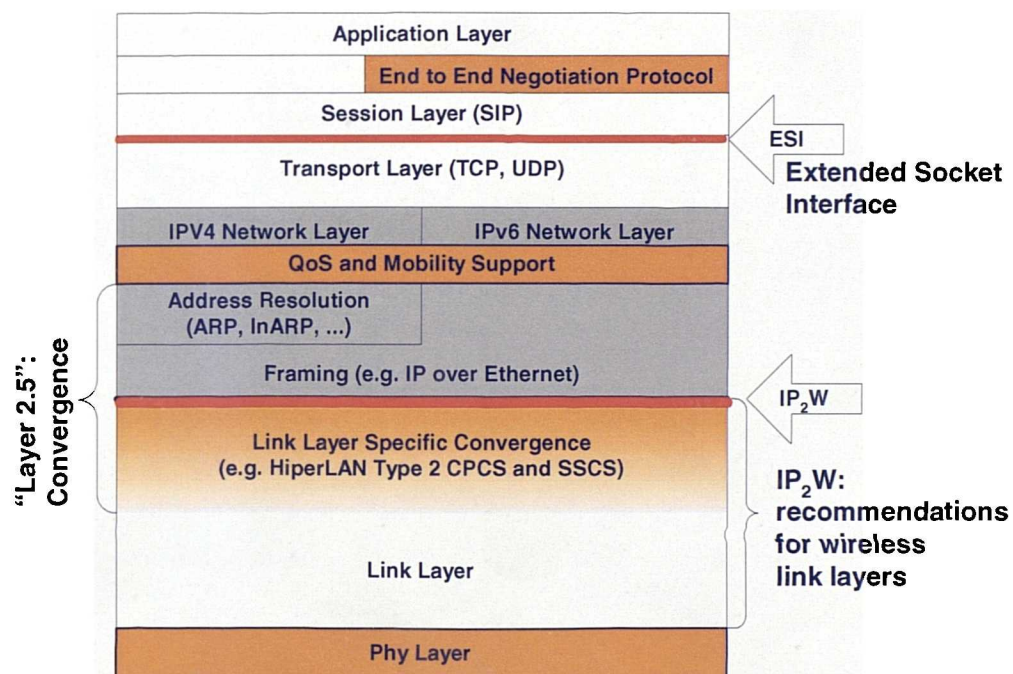 Application Layer
End to End Negotiation Protocol
Session Layer (SIP)
ESI
Extended Socket
Interface
Transport Layer (TCP, UDP)
IPV4 Network Layer
IPv6 Network Layer
QoS and Mobility Support
Address Resolution
(ARP, InARP, ...)
Framing (e.g. IP over Ethernet)
"Layer 2.5":
Convergence
IP₂W
Link Layer Specific Convergence
(e.g. HiperLAN Type 2 CPCS and SSCS)
IP₂W:
recommendations
for wireless
link layers
Link Layer
Phy Layer